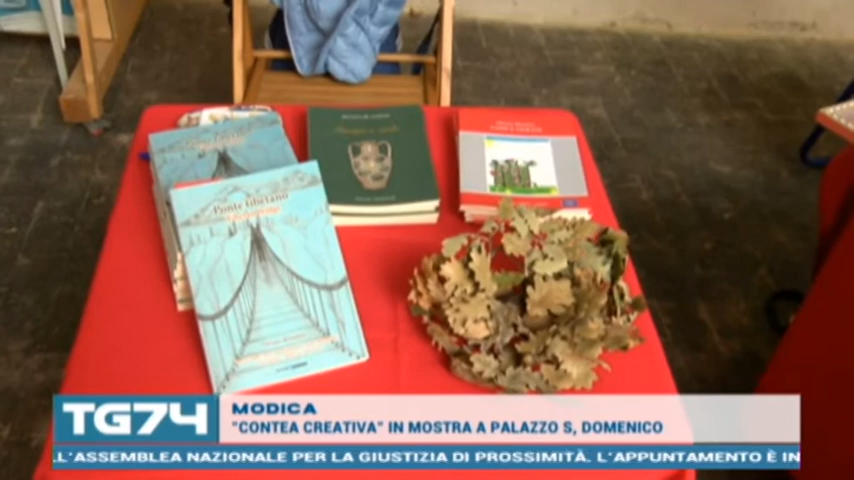 Ponte tibetano
TG74
MODICA
"CONTEA CREATIVA" IN MOSTRA A PALAZZO S, DOMENICO
LL'ASSEMBLEA NAZIONALE PER LA GIUSTIZIA DI PROSSIMITÀ. L'APPUNTAMENTO È IN